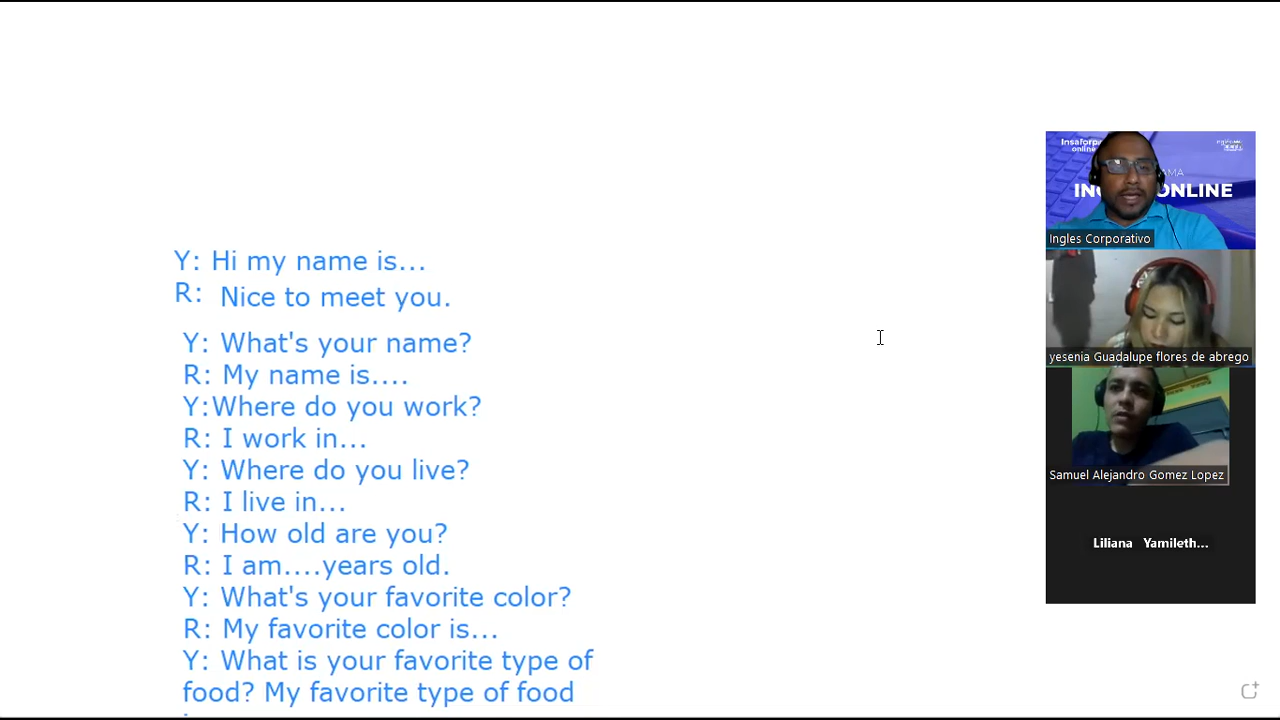 Y: Hi my name is...
R: Nice to meet you.
Y: What's your name?
R: My name is....
Y:Where do you work?
R: I work in...
Y: Where do you live?
R: I live in...
Y: How old are you?
R: I am....years old.
Y: What's your favorite color?
R: My favorite color is...
Y: What is your favorite type of
food? My favorite type of food
ONLINE
Ingles Corporativo
yesenia Guadalupe flores de abrego
Samuel Alejandro Gomez Lopez
Liliana Yamileth...